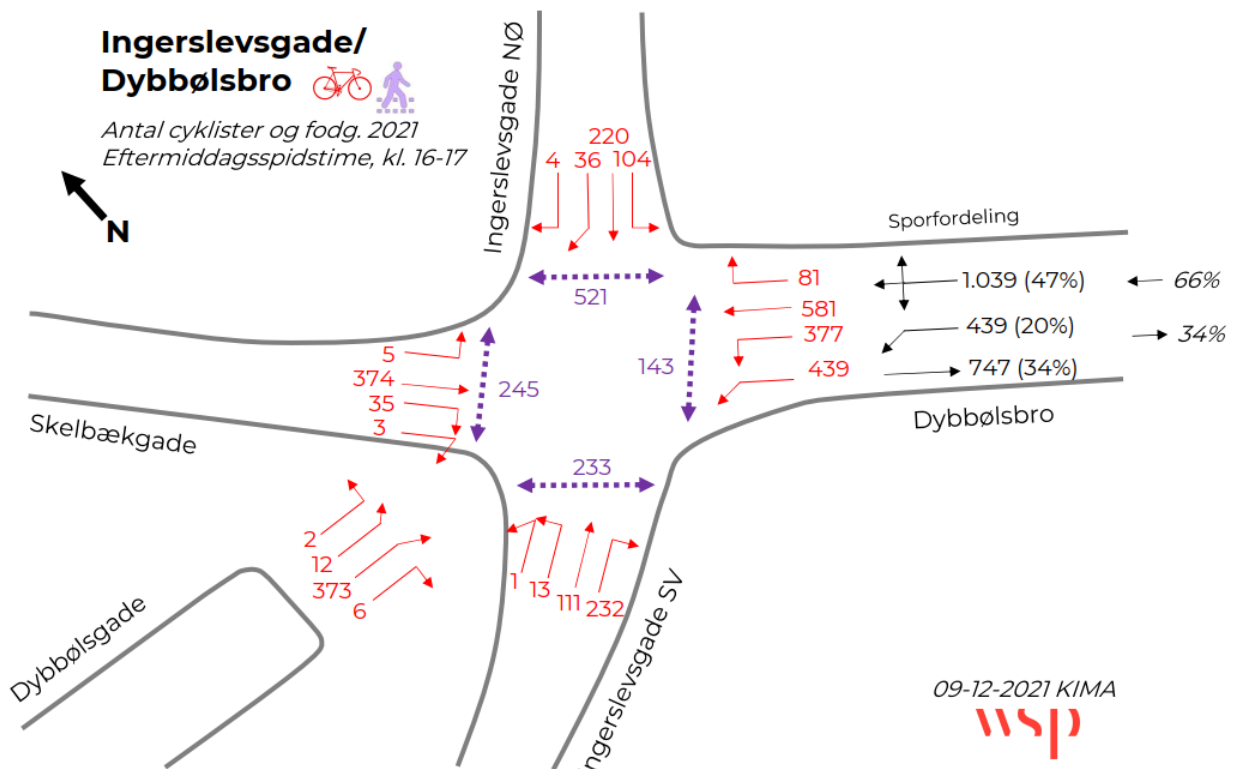 Ingerslevsgade/
Dybbølsbro
Antal cyklister og fodg. 2021
Eftermiddagsspidstime, kl. 16-17
N
Ingerslevsgade NØ
220
4 36 104
521
Sporfordeling
81
1.039 (47%)
66%
581
377
439 (20%)
34%
439
747 (34%)
Dybbølsbro
143
5
374
35
3
245
Skelbækgade
233
2
12
373
6
1 13 111 232
Dybbølsgade
Ingerslevsgade SV
09-12-2021 KIMA
wsp